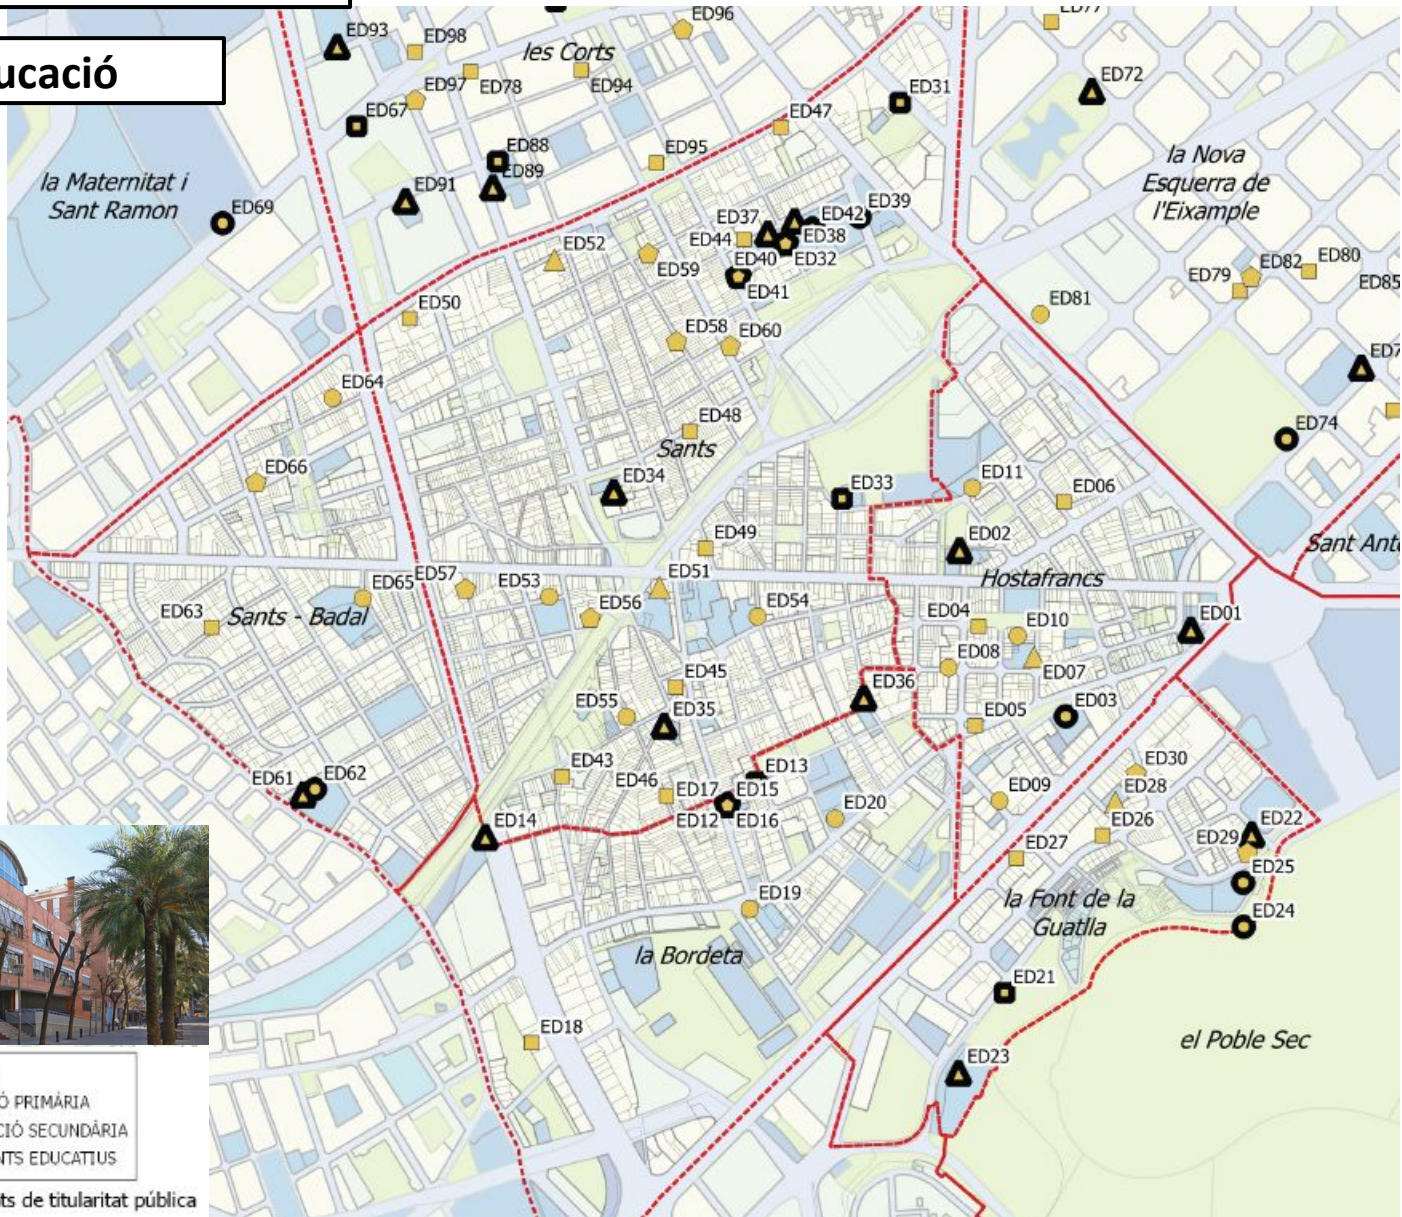 ucació
ED93
ED98
les Corts
ED96
ED77
ED97
ED78
ED94
ED67
ED31
ED72
ED47
ED88
ED89
ED95
ED91
la Maternitat i
Sant Ramon
ED69
la Nova
Esquerra de
l'Eixample
ED37
ED42
ED39
ED44
ED38
ED52
ED59
ED40
ED32
ED41
ED79
ED82
ED80
ED85
ED50
ED81
ED58
ED60
ED7
ED64
ED48
Sants
ED74
ED66
ED34
ED33
ED11
ED06
ED49
ED02
Sant Ant
Hostafrancs
ED65
ED57
ED53
ED51
ED56
ED54
ED63
Sants - Badal
ED04
ED10
ED01
ED08
ED07
ED45
ED36
ED55
ED35
ED05
ED03
ED61
ED62
ED43
ED46
ED13
ED17
ED15
ED12
ED16
ED20
ED09
ED30
ED28
ED26
ED22
ED29
ED14
ED27
ED25
ED19
la Font de la
Guatlla
ED24
la Bordeta
ED21
ED18
el Poble Sec
ED23
Ó PRIMÀRIA
CIÓ SECUNDÀRIA
NTS EDUCATIUS
ts de titularitat pública